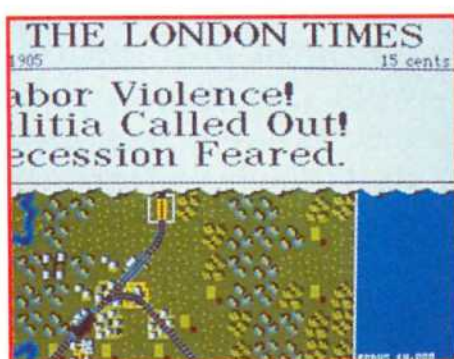 THE LONDON TIMES
1905
15 cents
abor Violence!
ilitia Called Out!
ecession Feared.